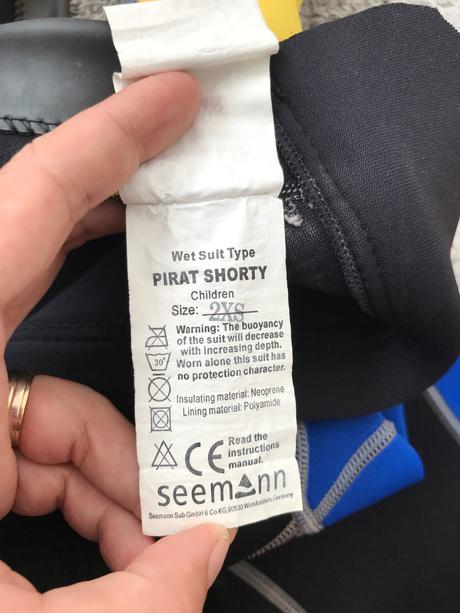 Wet Suit Type
PIRAT SHORTY
Children
Size: 2XS
Warning: The buoyancy
of the suit will decrease
with increasing depth.
Worn alone this suit has
no protection character.
30°
Insulating material: Neoprene
Lining material: Polyamide
CE
Read the
instructions
manual.
seemann
Seemann Sub GmbH & Co KG, 90530 Wendelstein, Germany